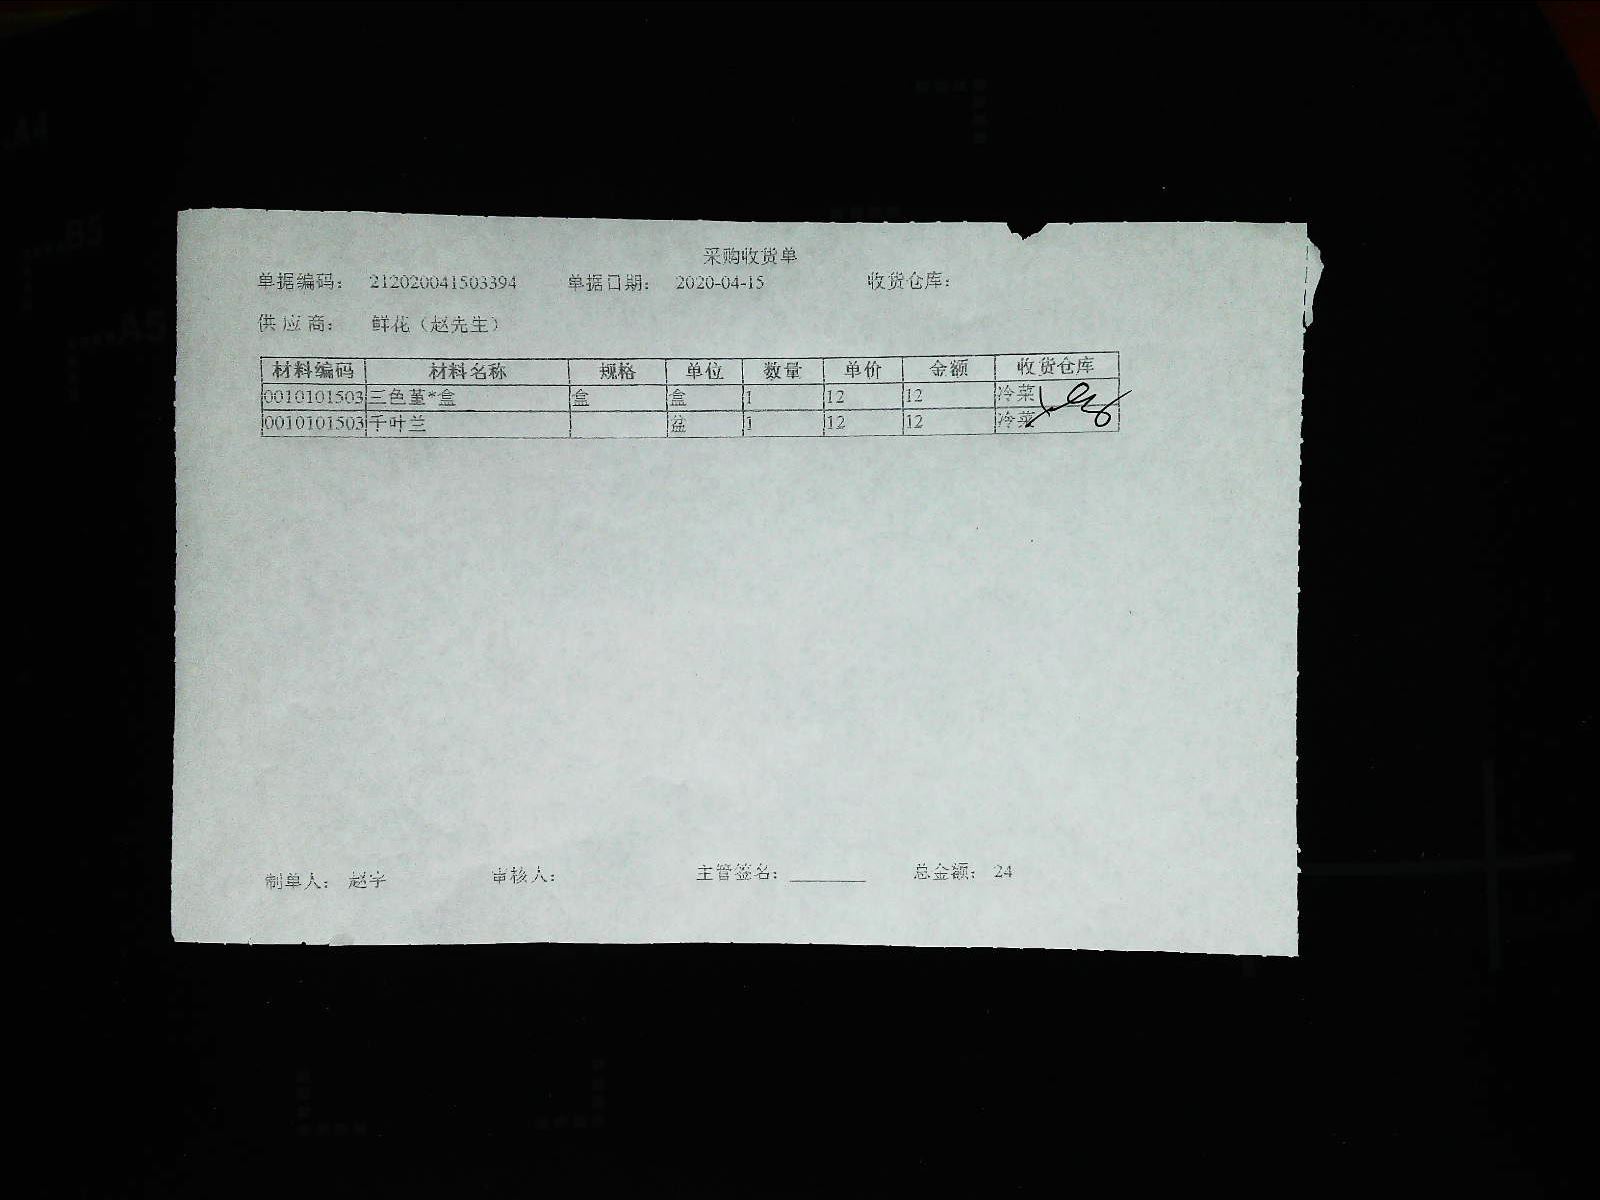 采购收货单
单据编码： 212020041503394 单据日期： 2020-04-15 收货仓库：
供 应 商： 鲜花（赵先生）
材料编码 材料名称 规格 单位 数量 单价 金额 收货仓库
0010101503 三色堇*盒 盒 盒 1 12 12 冷菜
0010101503 千叶兰 盆 1 12 12 冷菜
制单人： 赵宇 审核人： 主管签名：________ 总金额： 24